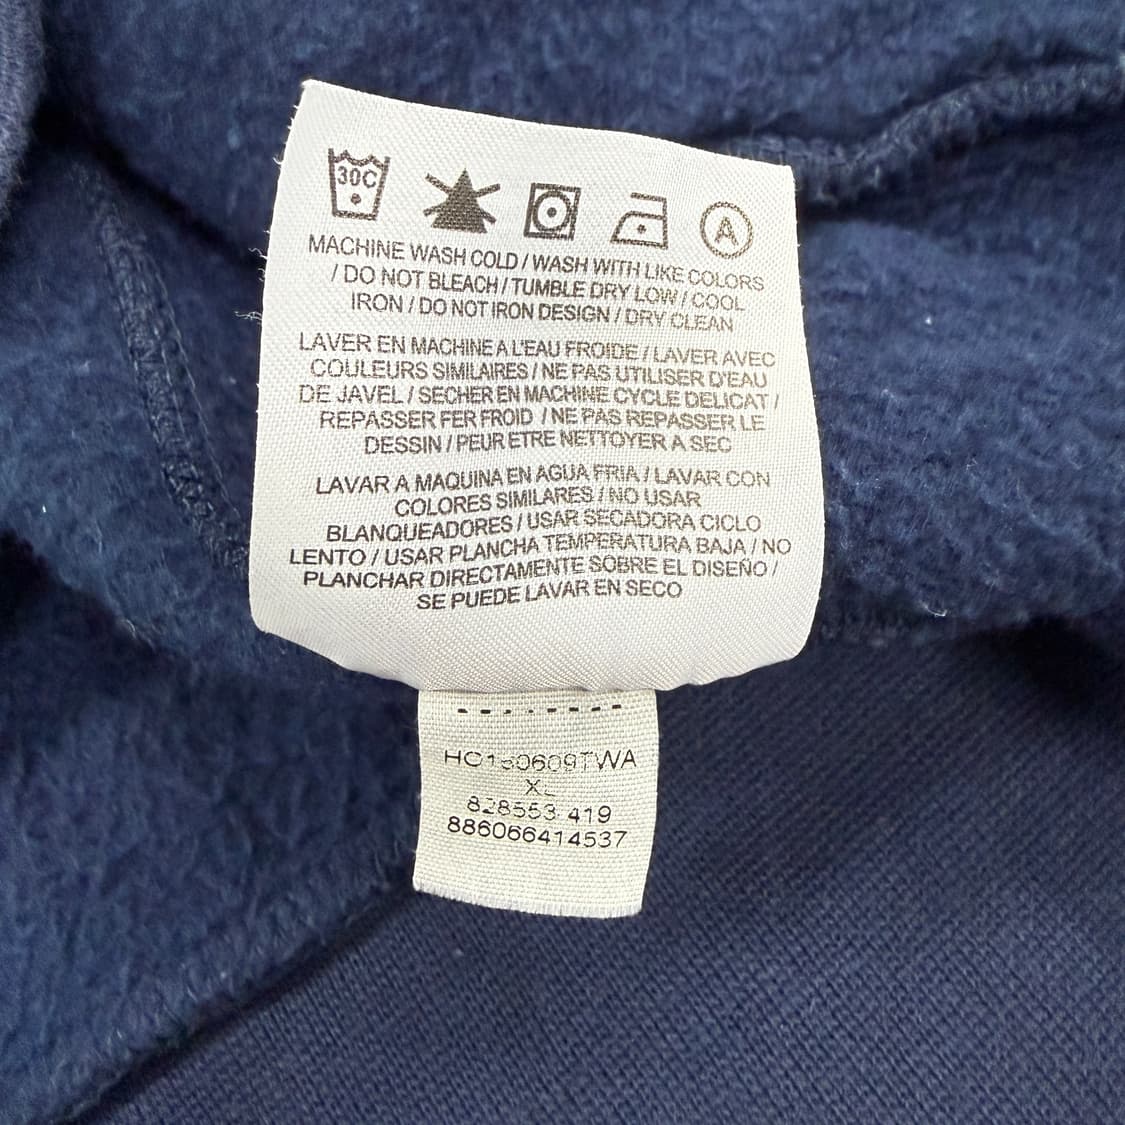 30C
A
MACHINE WASH COLD / WASH WITH LIKE COLORS
/ DO NOT BLEACH / TUMBLE DRY LOW / COOL
IRON / DO NOT IRON DESIGN / DRY CLEAN
LAVER EN MACHINE A L'EAU FROIDE / LAVER AVEC
COULEURS SIMILAIRES / NE PAS UTILISER D'EAU
DE JAVEL / SECHER EN MACHINE CYCLE DELICAT /
REPASSER FER FROID / NE PAS REPASSER LE
DESSIN / PEUR ETRE NETTOYER A SEC
LAVAR A MAQUINA EN AGUA FRIA / LAVAR CON
COLORES SIMILARES / NO USAR
BLANQUEADORES / USAR SECADORA CICLO
LENTO / USAR PLANCHA TEMPERATURA BAJA / NO
PLANCHAR DIRECTAMENTE SOBRE EL DISEÑO /
SE PUEDE LAVAR EN SECO
XL
828553 419
886066414537